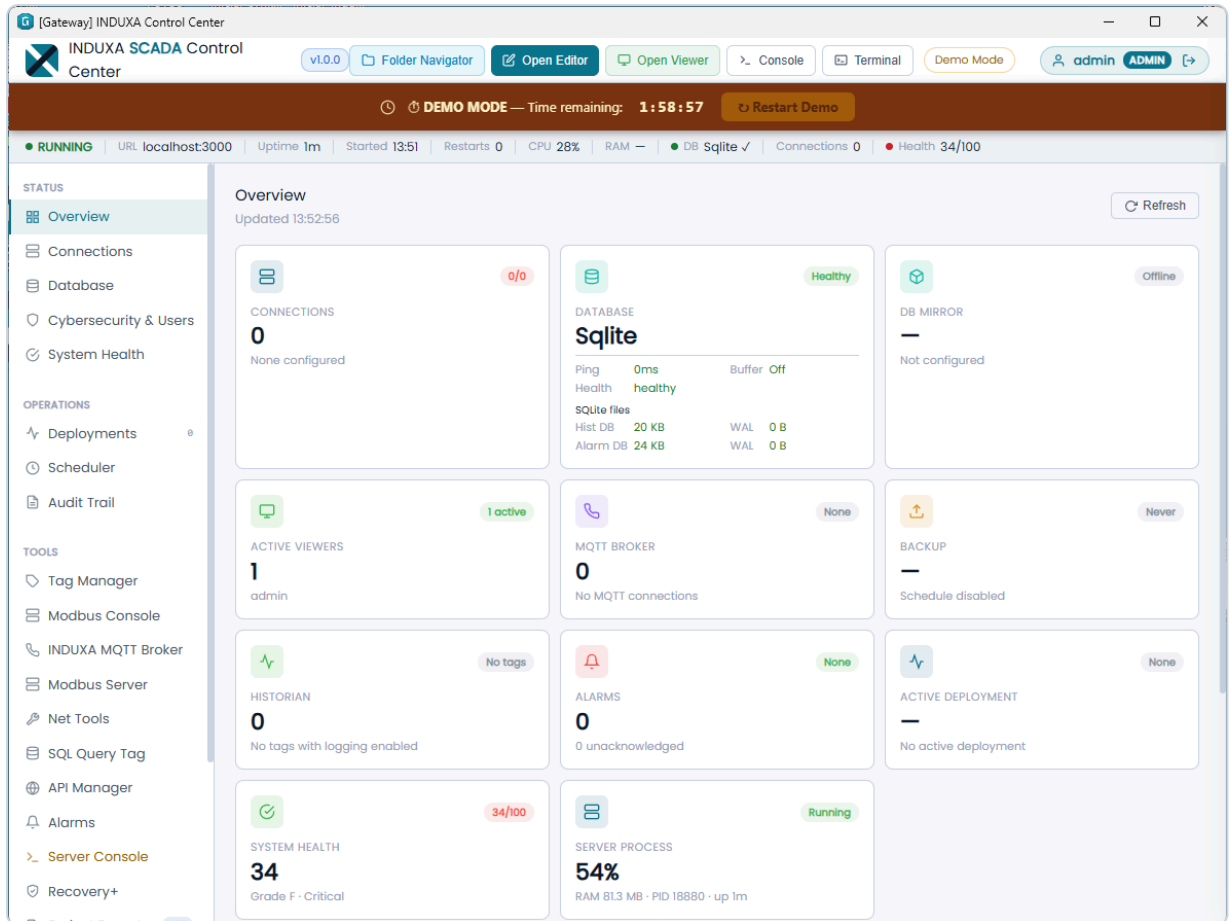 [Gateway] INDUXA Control Center
INDUXA SCADA Control
Center
v1.0.0
Folder Navigator
Open Editor
Open Viewer
>_ Console
Terminal
Demo Mode
admin ADMIN
DEMO MODE — Time remaining: 1:58:57
↻ Restart Demo
● RUNNING
URL localhost:3000
Uptime 1m
Started 13:51
Restarts 0
CPU 28%
RAM —
● DB Sqlite ✓
Connections 0
● Health 34/100
STATUS
Overview
Connections
Database
Cybersecurity & Users
System Health
OPERATIONS
Deployments 0
Scheduler
Audit Trail
TOOLS
Tag Manager
Modbus Console
INDUXA MQTT Broker
Modbus Server
Net Tools
SQL Query Tag
API Manager
Alarms
>_ Server Console
Recovery+
Overview
Updated 13:52:56
Refresh
0/0
CONNECTIONS
0
None configured
Healthy
DATABASE
Sqlite
Ping 0ms Buffer Off
Health healthy
SQLite files
Hist DB 20 KB WAL 0 B
Alarm DB 24 KB WAL 0 B
Offline
DB MIRROR
—
Not configured
1 active
ACTIVE VIEWERS
1
admin
None
MQTT BROKER
0
No MQTT connections
Never
BACKUP
—
Schedule disabled
No tags
HISTORIAN
0
No tags with logging enabled
None
ALARMS
0
0 unacknowledged
None
ACTIVE DEPLOYMENT
—
No active deployment
34/100
SYSTEM HEALTH
34
Grade F · Critical
Running
SERVER PROCESS
54%
RAM 81.3 MB · PID 18880 · up 1m